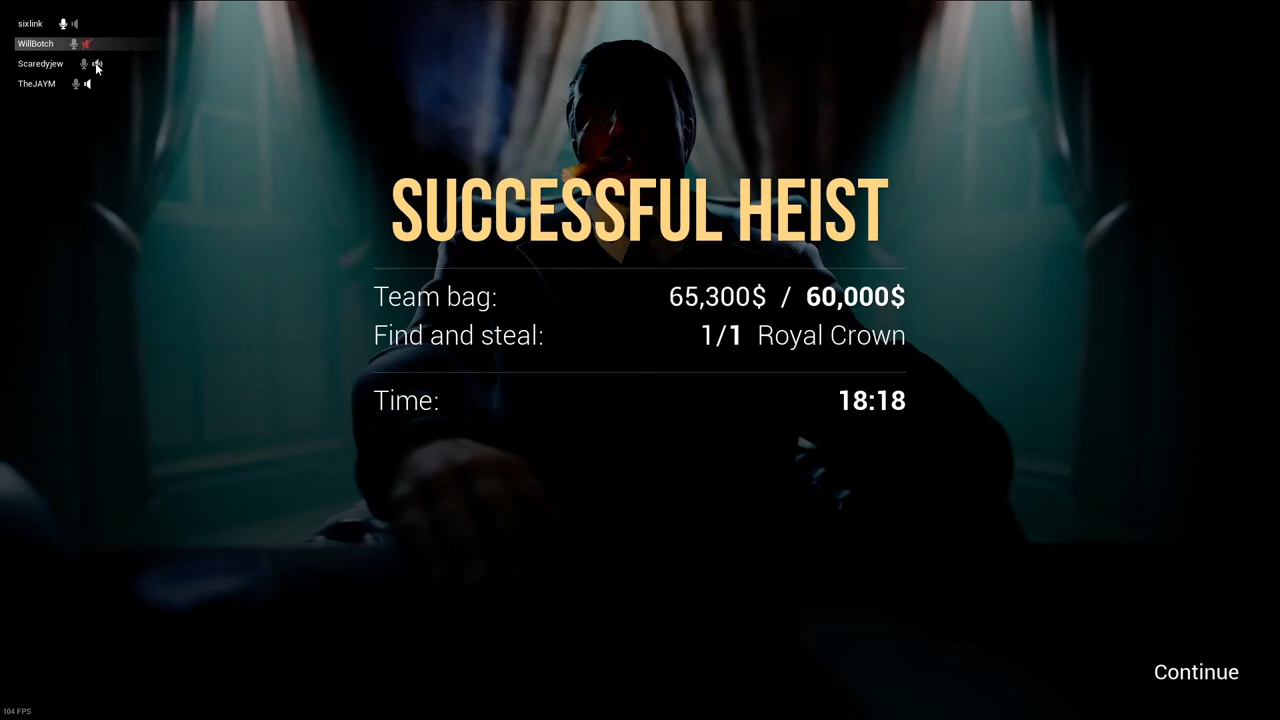 sixlink
WillBotch
Scaredyjew
TheJAYM
SUCCESSFUL HEIST
Team bag: 65,300$ / 60,000$
Find and steal: 1/1 Royal Crown
Time: 18:18
Continue
104 FPS